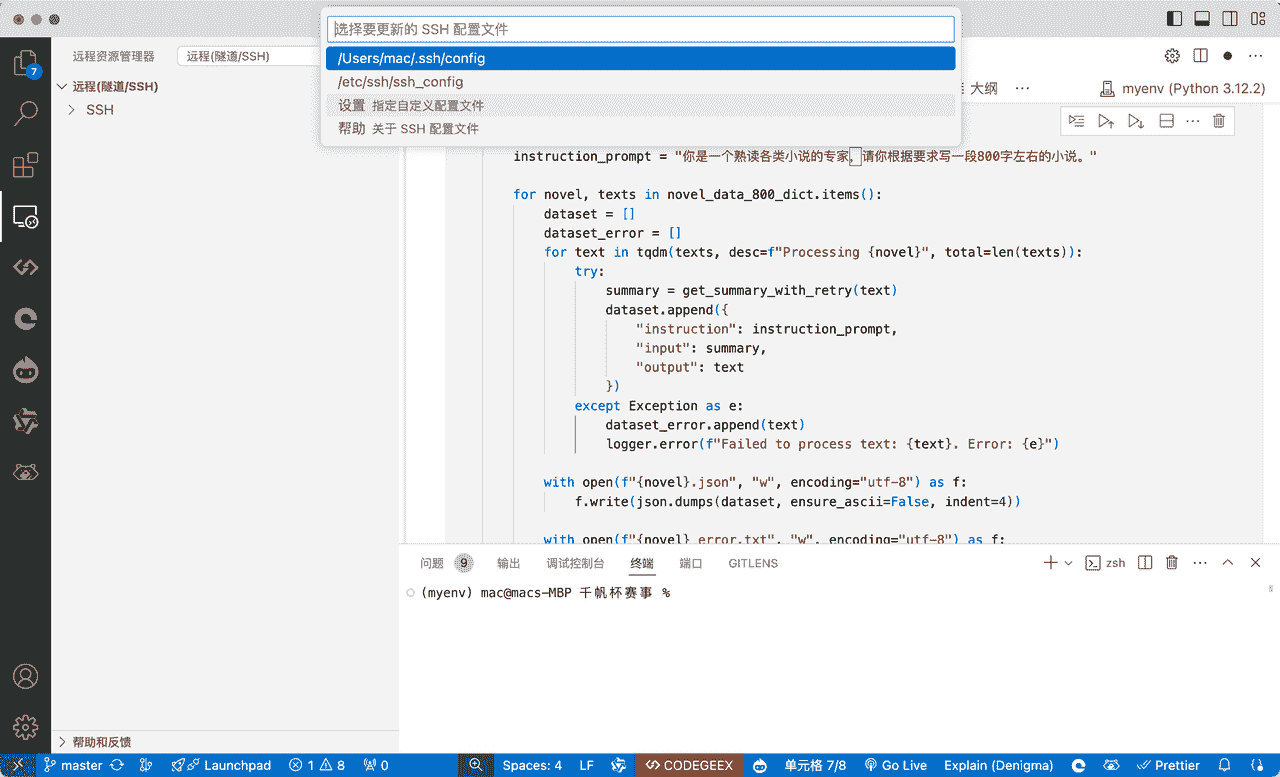 选择要更新的 SSH 配置文件
/Users/mac/.ssh/config
/etc/ssh/ssh_config
设置 指定自定义配置文件
帮助 关于 SSH 配置文件
远程资源管理器
远程(隧道/SSH)
7
远程(隧道/SSH)
SSH
大纲 ···
myenv (Python 3.12.2)
instruction_prompt = "你是一个熟读各类小说的专家，请你根据要求写一段800字左右的小说。"
for novel, texts in novel_data_800_dict.items():
dataset = []
dataset_error = []
for text in tqdm(texts, desc=f"Processing {novel}", total=len(texts)):
try:
summary = get_summary_with_retry(text)
dataset.append({
"instruction": instruction_prompt,
"input": summary,
"output": text
})
except Exception as e:
dataset_error.append(text)
logger.error(f"Failed to process text: {text}. Error: {e}")
with open(f"{novel}.json", "w", encoding="utf-8") as f:
f.write(json.dumps(dataset, ensure_ascii=False, indent=4))
with open(f"{novel}_error.txt", "w", encoding="utf-8") as f:
问题 9 输出 调试控制台 终端 端口 GITLENS
zsh
(myenv) mac@macs-MBP 千帆杯赛事 %
帮助和反馈
master Launchpad 1 8 0 Spaces: 4 LF CODEGEEX 单元格 7/8 Go Live Explain (Denigma) Prettier